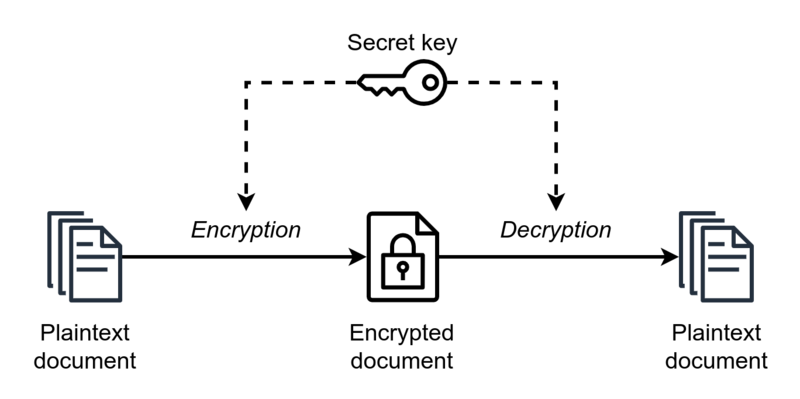 Secret key
Encryption
Decryption
Plaintext
document
Encrypted
document
Plaintext
document